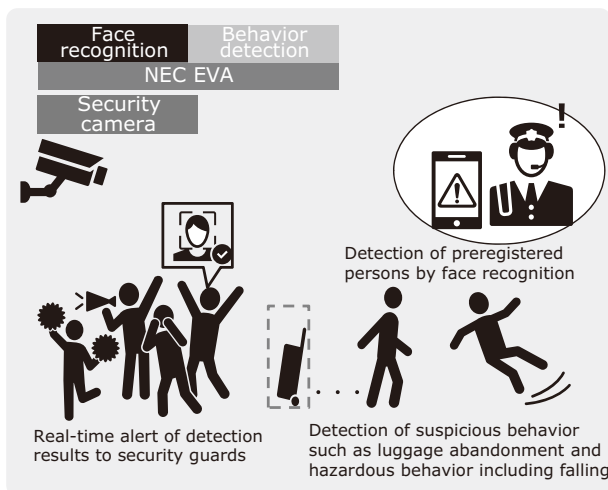 Face
recognition
Behavior
detection
NEC EVA
Security
camera
!
Detection of preregistered
persons by face recognition
Real-time alert of detection
results to security guards
Detection of suspicious behavior
such as luggage abandonment and
hazardous behavior including falling